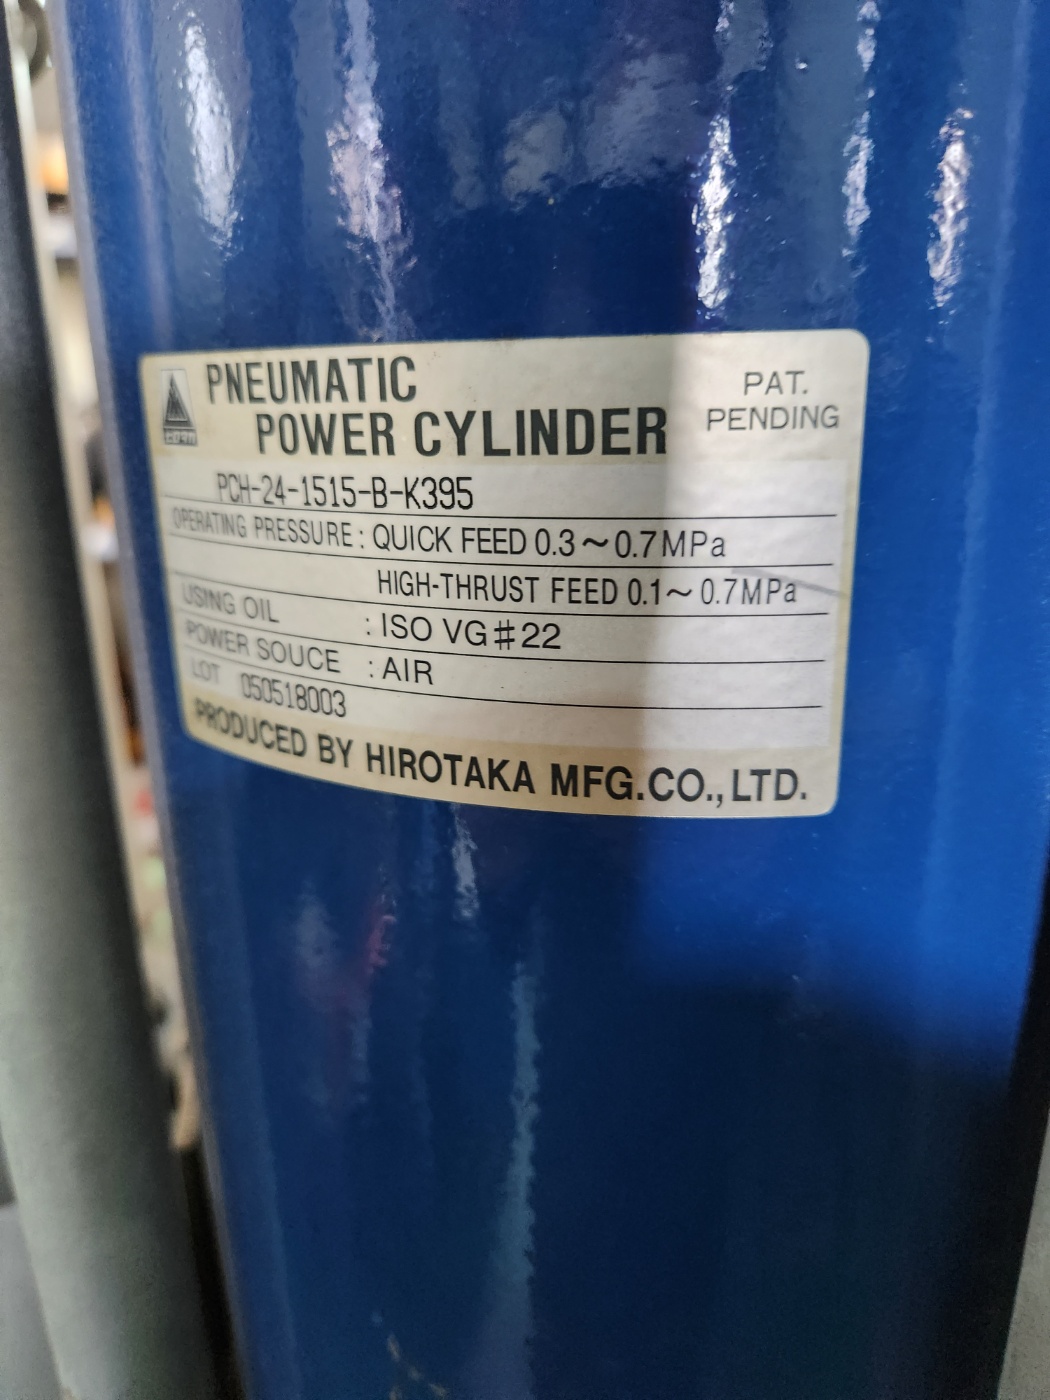 PNEUMATIC
POWER CYLINDER
PAT.
PENDING
PCH-24-1515-B-K395
OPERATING PRESSURE : QUICK FEED 0.3~0.7MPa
HIGH-THRUST FEED 0.1~0.7MPa
USING OIL : ISO VG#22
POWER SOUCE : AIR
LOT 050518003
PRODUCED BY HIROTAKA MFG.CO.,LTD.